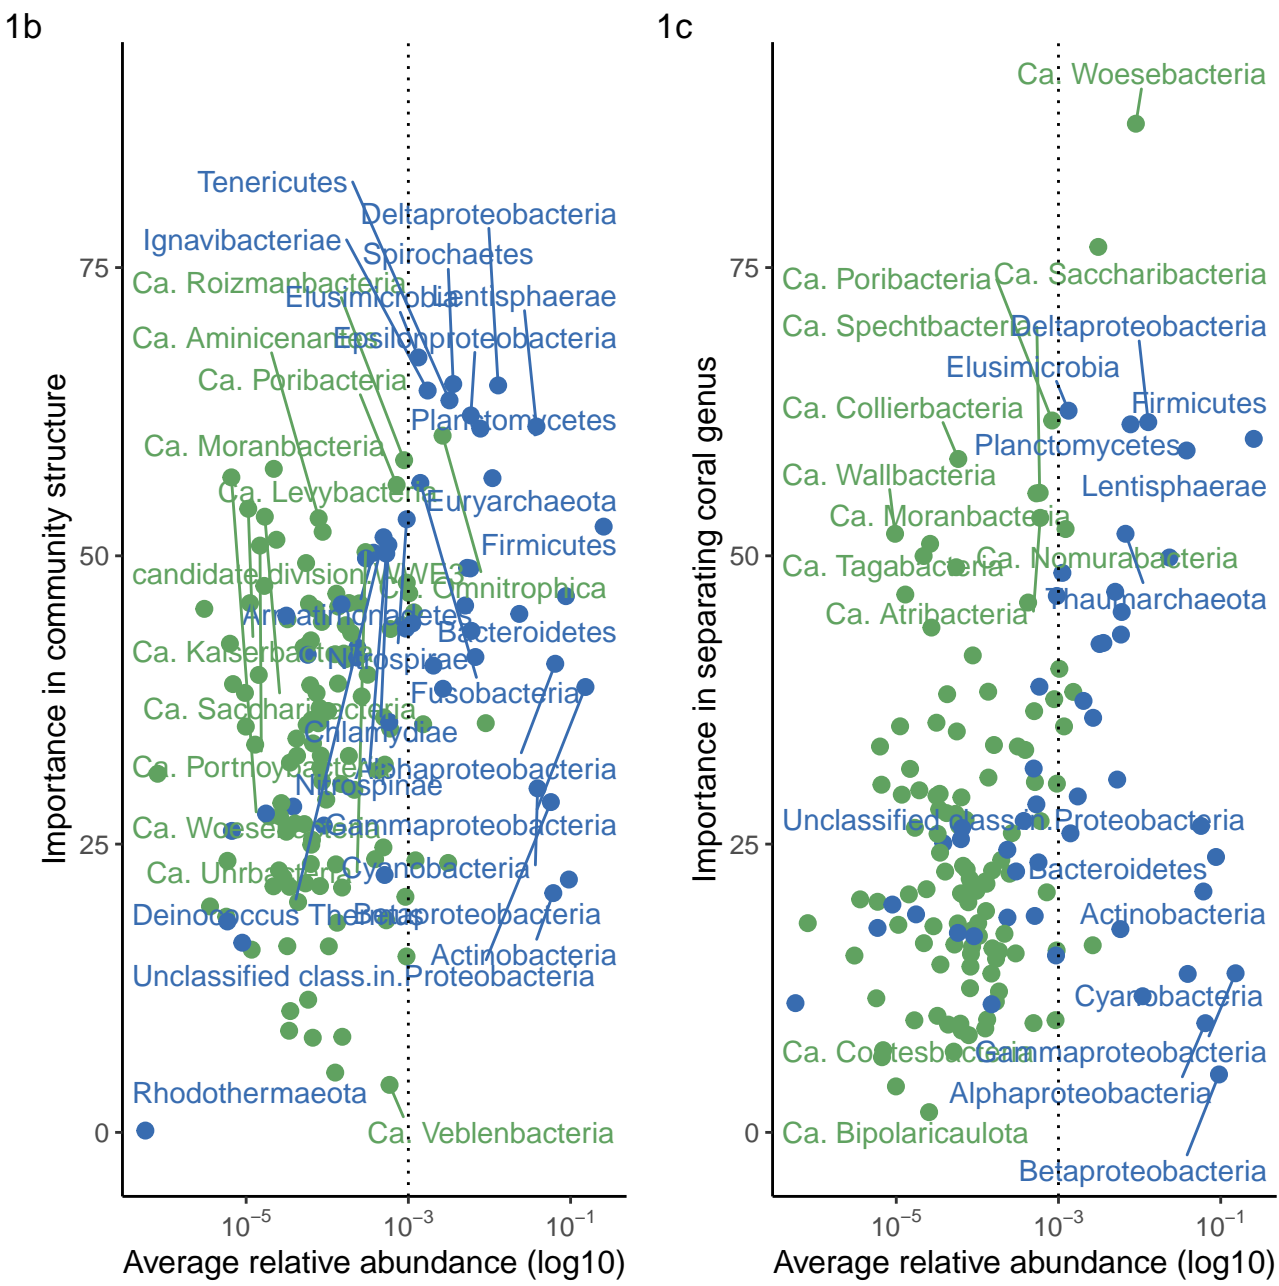 1b
Tenericutes
Deltaproteobacteria
Ignavibacteriae
Spirochaetes
Ca. Roizmanbacteria
Elusimicrobia
Lentisphaerae
Ca. Aminicenantes
Epsilonproteobacteria
Ca. Poribacteria
Planctomycetes
Ca. Moranbacteria
Ca. Levybacteria
Euryarchaeota
Firmicutes
candidate division WWE3
Ca. Omnitrophica
Armatimonadetes
Bacteroidetes
Ca. Kaiserbacteria
Nitrospirae
Fusobacteria
Ca. Saccharibacteria
Chlamydiae
Ca. Portnoybacteria
Alphaproteobacteria
Nitrospinae
Ca. Woesebacteria
Gammaproteobacteria
Ca. Uhrbacteria
Cyanobacteria
Deinococcus Thermus
Betaproteobacteria
Actinobacteria
Unclassified class.in.Proteobacteria
Rhodothermaeota
Ca. Veblenbacteria
75
50
25
0
Importance in community structure
10−5
10−3
10−1
Average relative abundance (log10)
1c
Ca. Woesebacteria
Ca. Poribacteria
Ca. Saccharibacteria
Ca. Spechtbacteria
Deltaproteobacteria
Elusimicrobia
Ca. Collierbacteria
Firmicutes
Planctomycetes
Ca. Wallbacteria
Lentisphaerae
Ca. Moranbacteria
Ca. Tagabacteria
Ca. Nomurabacteria
Thaumarchaeota
Ca. Atribacteria
Unclassified class.in.Proteobacteria
Bacteroidetes
Actinobacteria
Cyanobacteria
Ca. Coatesbacteria
Gammaproteobacteria
Alphaproteobacteria
Ca. Bipolaricaulota
Betaproteobacteria
75
50
25
0
Importance in separating coral genus
10−5
10−3
10−1
Average relative abundance (log10)